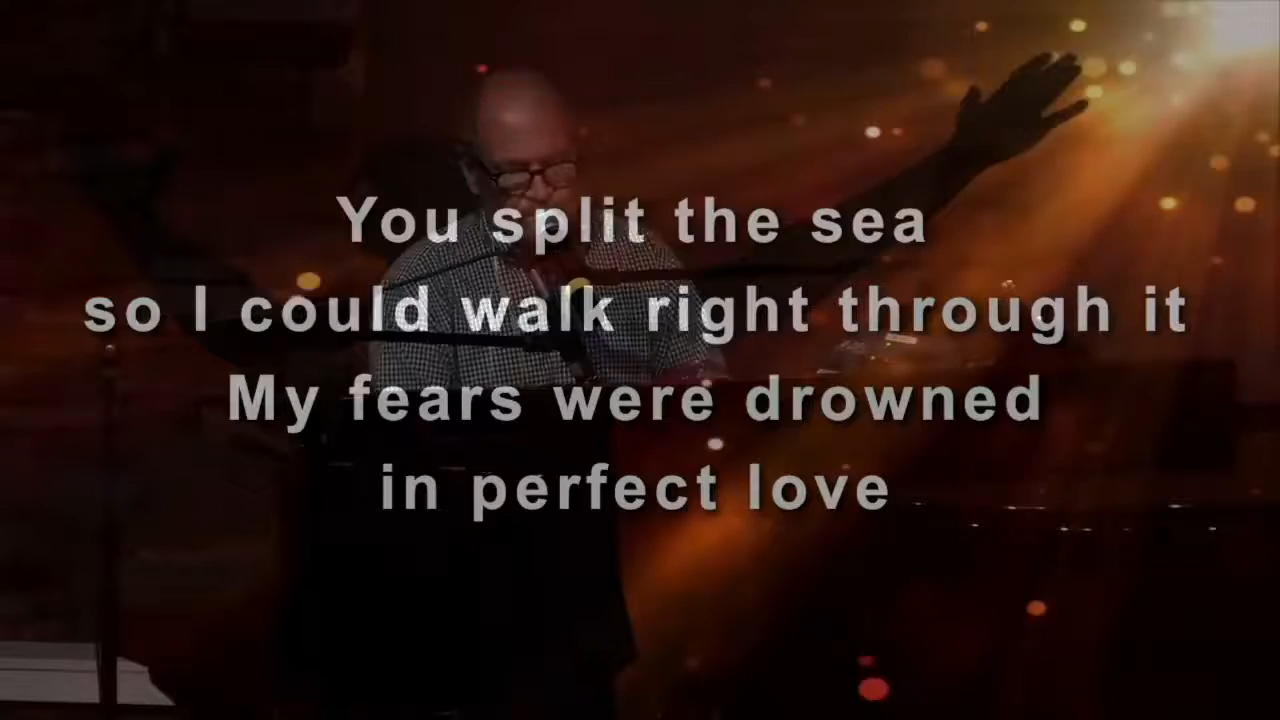 You split the sea
so I could walk right through it
My fears were drowned
in perfect love